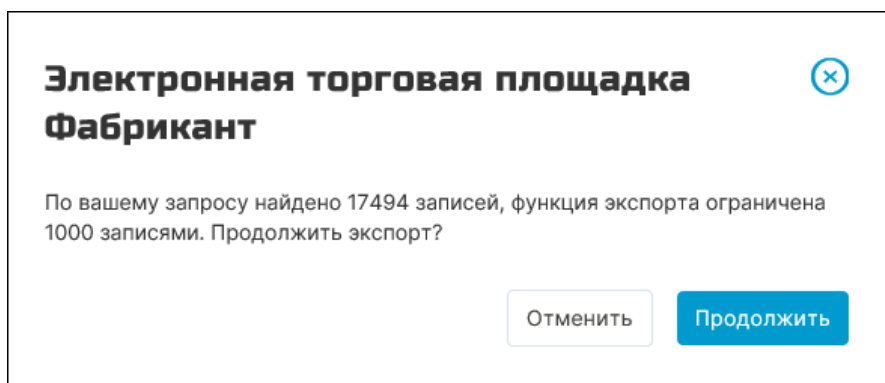 Электронная торговая площадка
Фабрикант
По вашему запросу найдено 17494 записей, функция экспорта ограничена
1000 записями. Продолжить экспорт?
Отменить
Продолжить